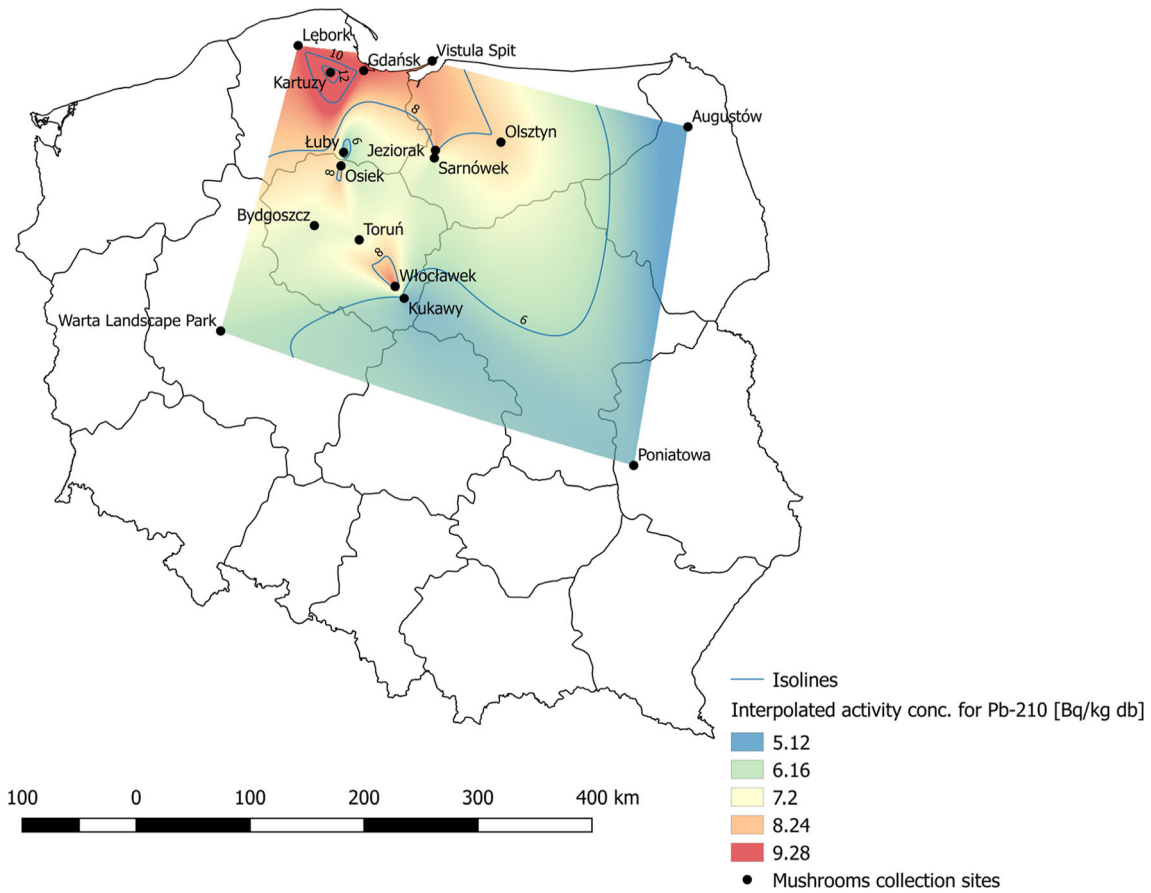 Lębork
Vistula Spit
10
Gdańsk
12
Kartuzy
8
Augustów
Olsztyn
Łuby
6
Jeziorak
Sarnówek
8
Osiek
Bydgoszcz
Toruń
8
Włocławek
Kukawy
6
Warta Landscape Park
Poniatowa
Isolines
Interpolated activity conc. for Pb-210 [Bq/kg db]
5.12
6.16
7.2
8.24
9.28
Mushrooms collection sites
100 0 100 200 300 400 km